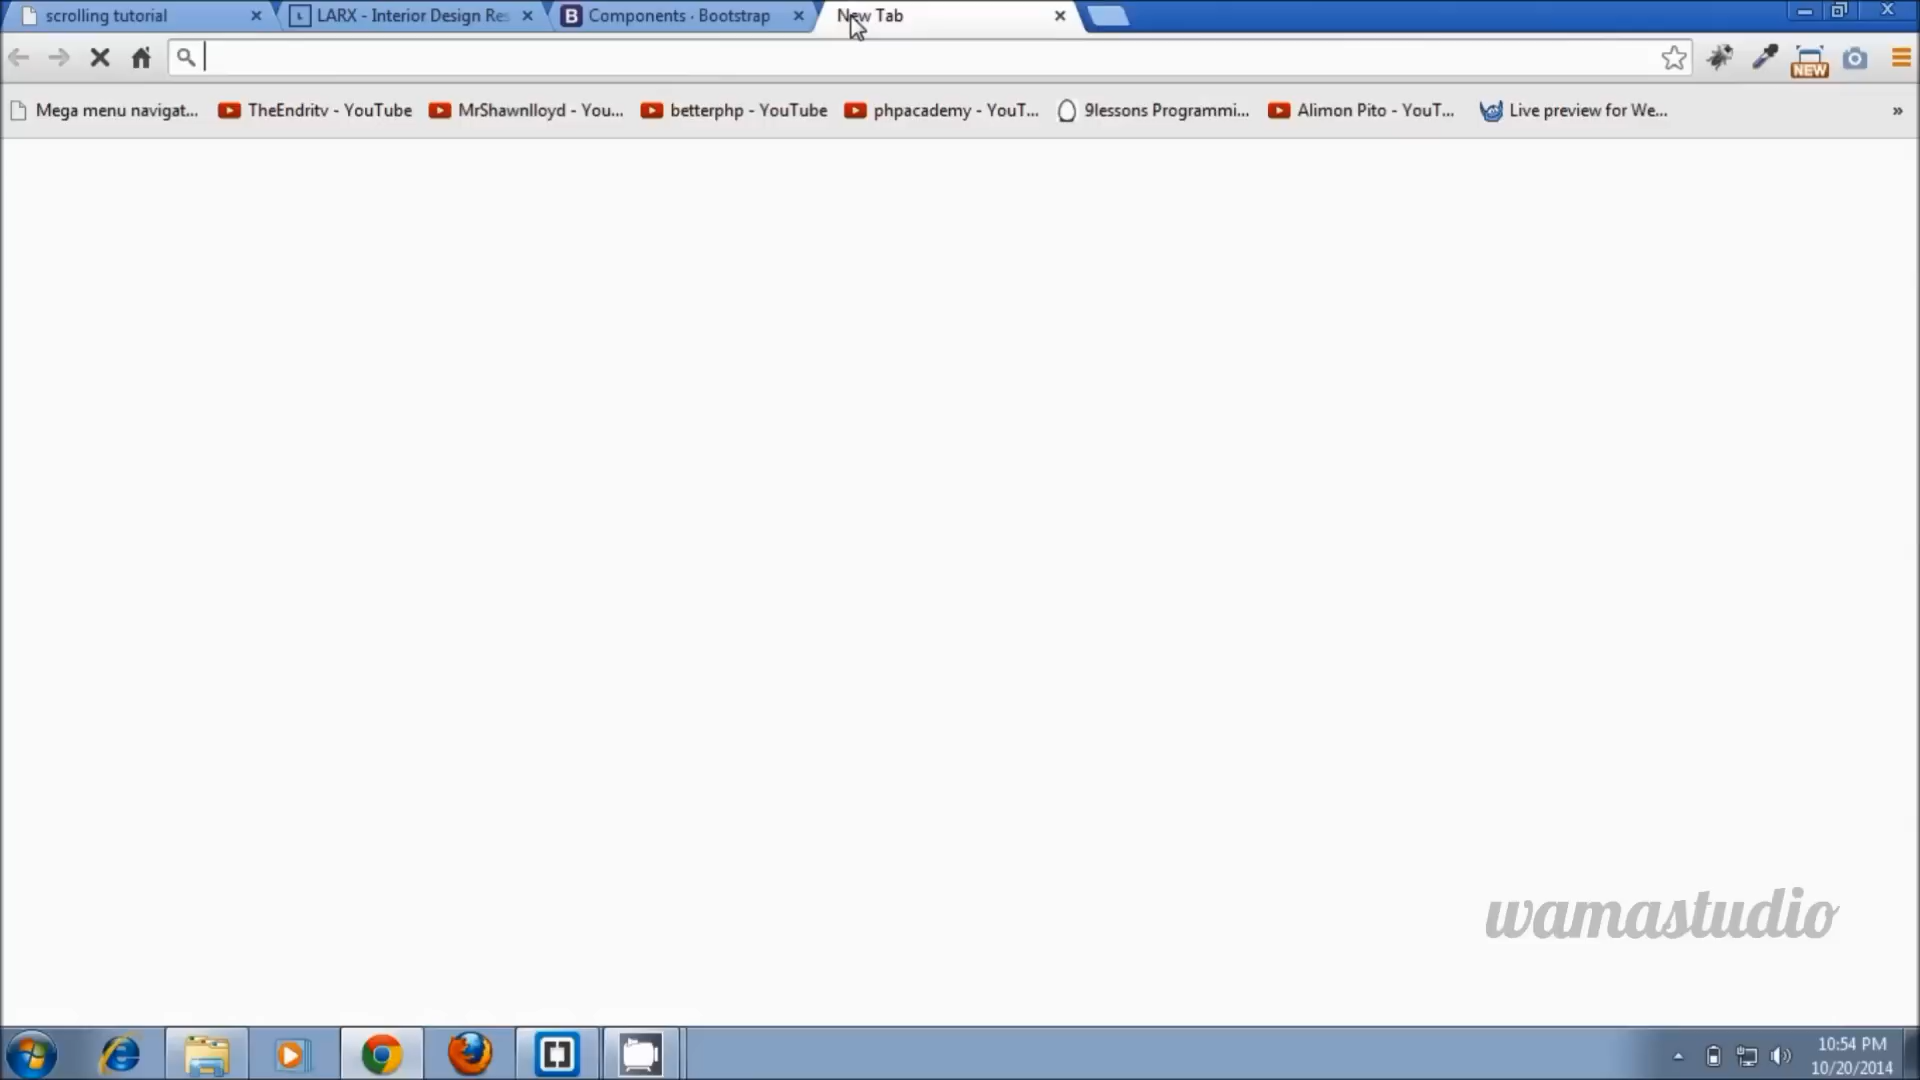 scrolling tutorial
LARX - Interior Design Res
B Components · Bootstrap
New Tab
NEW
Mega menu navigat...
TheEndritv - YouTube
MrShawnlloyd - You...
betterphp - YouTube
phpacademy - YouT...
9lessons Programmi...
Alimon Pito - YouT...
Live preview for We...
»
wamastudio
10:54 PM
10/20/2014